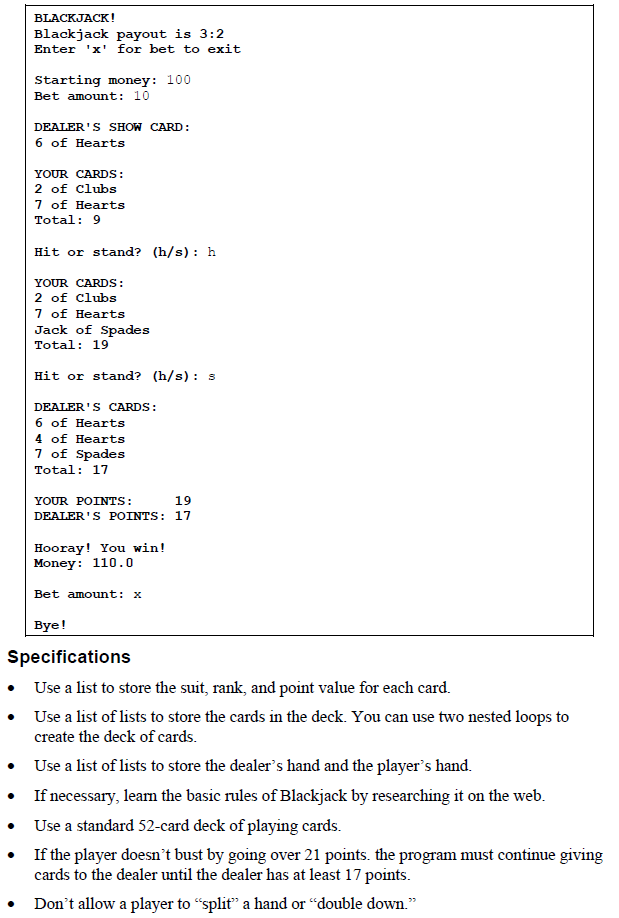 BLACKJACK!
Blackjack payout is 3:2
Enter 'x' for bet to exit
Starting money: 100
Bet amount: 10
DEALER'S SHOW CARD:
6 of Hearts
YOUR CARDS:
2 of Clubs
7 of Hearts
Total: 9
Hit or stand? (h/s): h
YOUR CARDS:
2 of Clubs
7 of Hearts
Jack of Spades
Total: 19
Hit or stand? (h/s): s
DEALER'S CARDS:
6 of Hearts
4 of Hearts
7 of Spades
Total: 17
YOUR POINTS: 19
DEALER'S POINTS: 17
Hooray! You win!
Money: 110.0
Bet amount: x
Bye!
Specifications
• Use a list to store the suit, rank, and point value for each card.
• Use a list of lists to store the cards in the deck. You can use two nested loops to
create the deck of cards.
• Use a list of lists to store the dealer’s hand and the player’s hand.
• If necessary, learn the basic rules of Blackjack by researching it on the web.
• Use a standard 52-card deck of playing cards.
• If the player doesn’t bust by going over 21 points. the program must continue giving
cards to the dealer until the dealer has at least 17 points.
• Don’t allow a player to “split” a hand or “double down.”